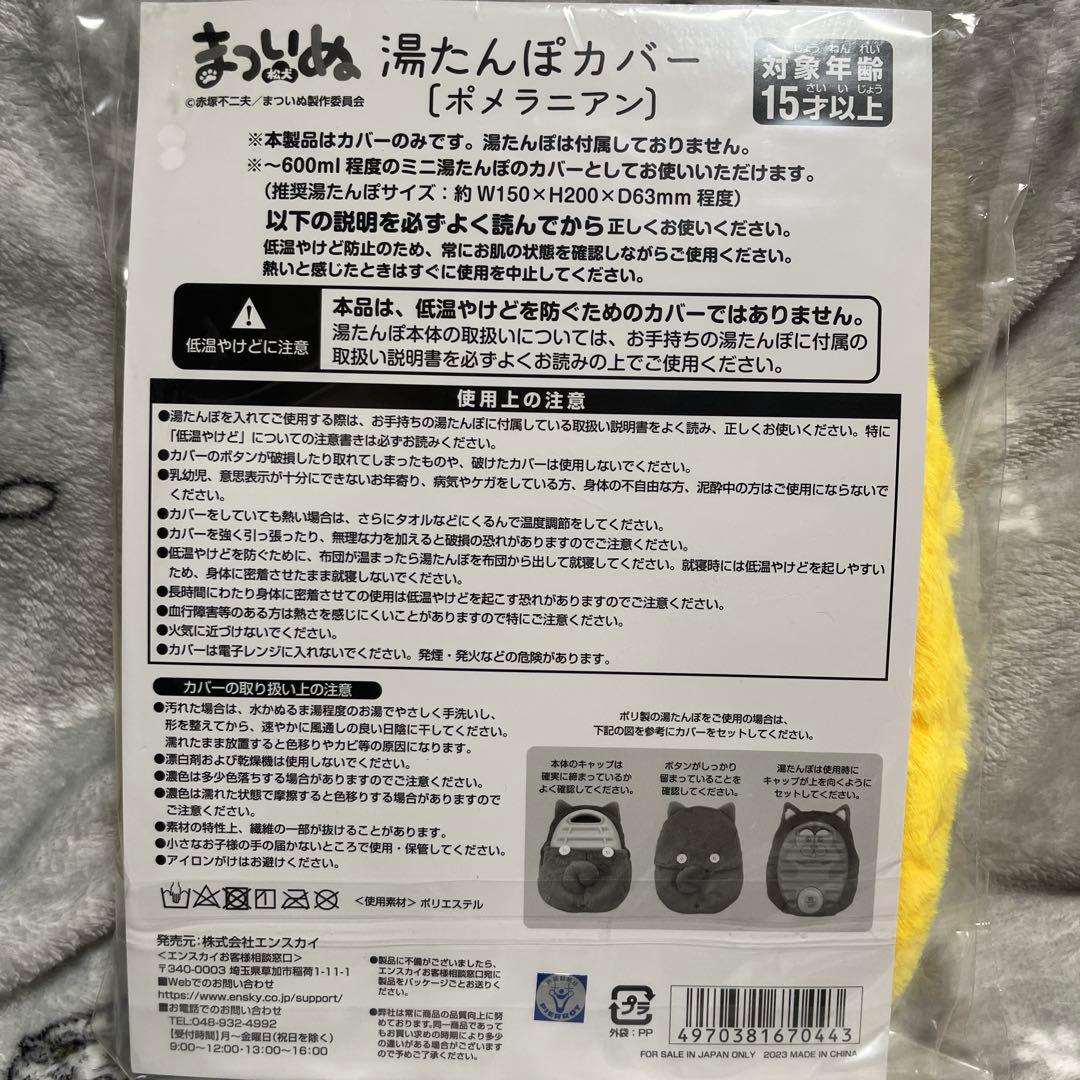 まついぬ
松犬
©赤塚不二夫／まついぬ製作委員会
湯たんぽカバー
〔ポメラニアン〕
じょう ねん れい
対象年齢
さい い じょう
15才以上
※本製品はカバーのみです。湯たんぽは付属しておりません。
※～600ml 程度のミニ湯たんぽのカバーとしてお使いいただけます。
（推奨湯たんぽサイズ：約 W150×H200×D63mm 程度）
以下の説明を必ずよく読んでから 正しくお使いください。
低温やけど防止のため、常にお肌の状態を確認しながらご使用ください。
熱いと感じたときはすぐに使用を中止してください。
低温やけどに注意
本品は、低温やけどを防ぐためのカバーではありません。
湯たんぽ本体の取扱いについては、お手持ちの湯たんぽに付属の
取扱い説明書を必ずよくお読みの上でご使用ください。
使用上の注意
●湯たんぽを入れてご使用する際は、お手持ちの湯たんぽに付属している取扱い説明書をよく読み、正しくお使いください。特に
「低温やけど」についての注意書きは必ずお読みください。
●カバーのボタンが破損したり取れてしまったものや、破けたカバーは使用しないでください。
●乳幼児、意思表示が十分にできないお年寄り、病気やケガをしている方、身体の不自由な方、泥酔中の方はご使用にならないで
ください。
●カバーをしていても熱い場合は、さらにタオルなどにくるんで温度調節をしてください。
●カバーを強く引っ張ったり、無理な力を加えると破損の恐れがありますのでご注意ください。
●低温やけどを防ぐために、布団が温まったら湯たんぽを布団から出して就寝してください。就寝時には低温やけどを起しやすい
ため、身体に密着させたまま就寝しないでください。
●長時間にわたり身体に密着させての使用は低温やけどを起こす恐れがありますのでご注意ください。
●血行障害等のある方は熱さを感じにくいことがありますので特にご注意ください。
●火気に近づけないでください。
●カバーは電子レンジに入れないでください。発煙・発火などの危険があります。
カバーの取り扱い上の注意
●汚れた場合は、水かぬるま湯程度のお湯でやさしく手洗いし、
形を整えてから、速やかに風通しの良い日陰に干してください。
濡れたまま放置すると色移りやカビ等の原因になります。
●漂白剤および乾燥機は使用しないでください。
●濃色は多少色落ちする場合がありますのでご注意ください。
●濃色は濡れた状態で摩擦すると色移りする場合がありますので
ご注意ください。
●素材の特性上、繊維の一部が抜けることがあります。
●小さなお子様の手の届かないところで使用・保管してください。
●アイロンがけはお避けください。
＜使用素材＞ ポリエステル
ポリ製の湯たんぽをご使用の場合は、
下記の図を参考にカバーをセットしてください。
本体のキャップは
確実に締まっているか
よく確認してください。
ボタンがしっかり
留まっていることを
確認してください。
湯たんぽは使用時に
キャップが上を向くように
セットしてください。
発売元：株式会社エンスカイ
＜エンスカイお客様相談窓口＞
〒340-0003 埼玉県草加市稲荷1-11-1
■Webでのお問い合わせ
https://www.ensky.co.jp/support/
■お電話でのお問い合わせ
TEL:048-932-4992
【受付時間】月～金曜日（祝日を除く）
9:00～12:00・13:00～16:00
●製品に不備がございましたら、
エンスカイお客様相談窓口宛に
製品をパッケージごとお送りく
ださい。
●弊社は常に商品の品質向上に努
めております。同一商品であって
もお買い求めの時期により多少
の違いがある場合がございます
ので予めご了承ください。
PIERROT
プラ
外袋：PP
4970381670443
FOR SALE IN JAPAN ONLY 2023 MADE IN CHINA